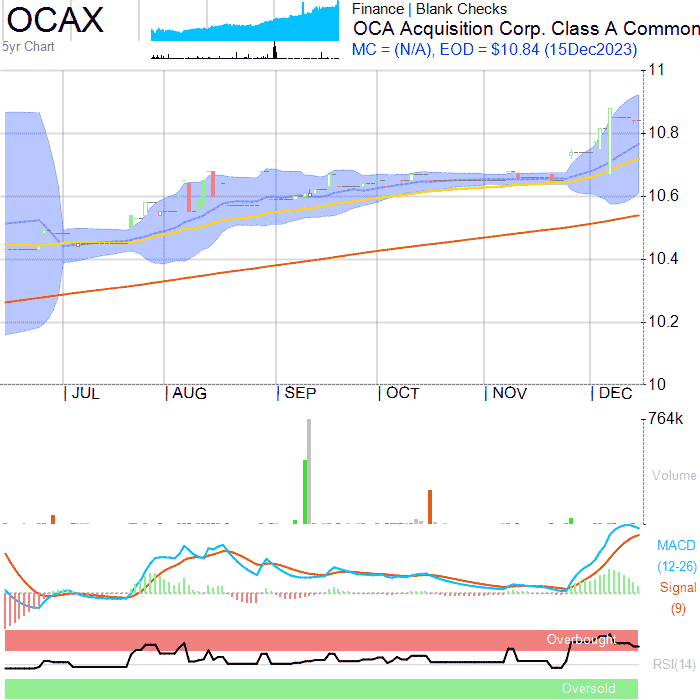 OCAX
5yr Chart
Finance | Blank Checks
OCA Acquisition Corp. Class A Common
MC = (N/A), EOD = $10.84 (15Dec2023)
11
10.8
10.6
10.4
10.2
10
JUL AUG SEP OCT NOV DEC
764k
Volume
MACD
(12-26)
Signal
(9)
Overbought
RSI(14)
Oversold